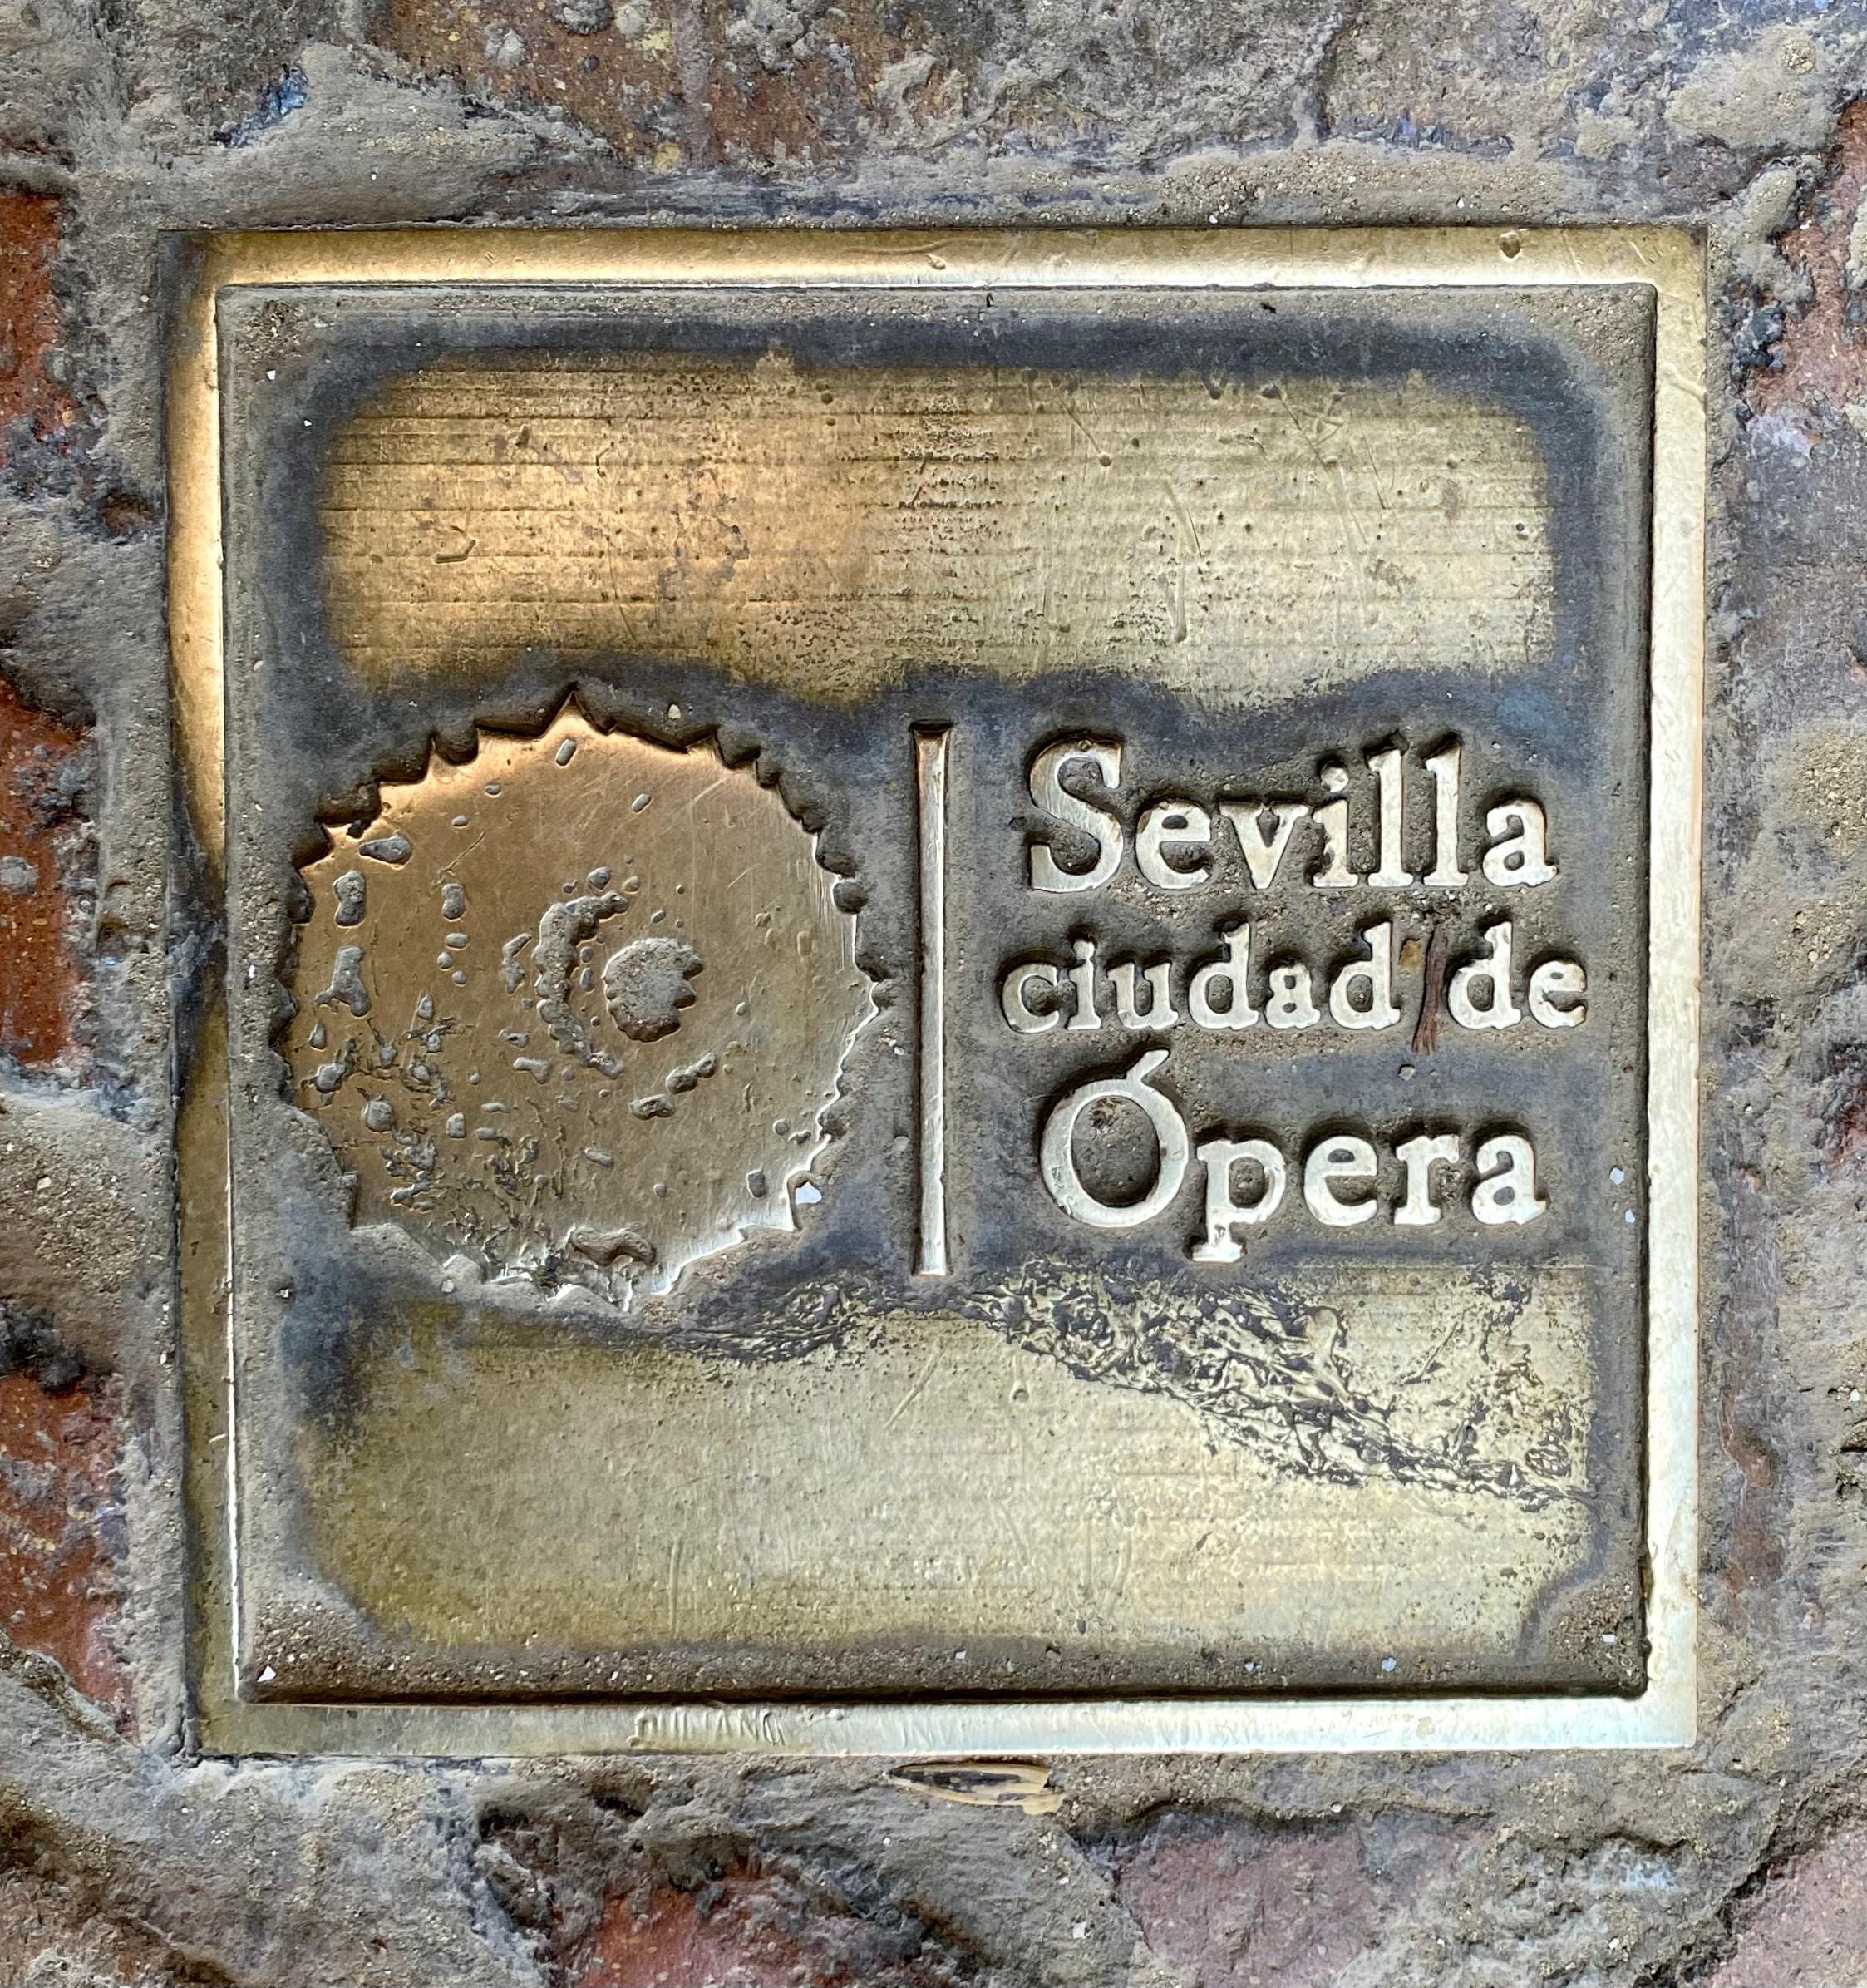 Sevilla
ciudad de
Ópera